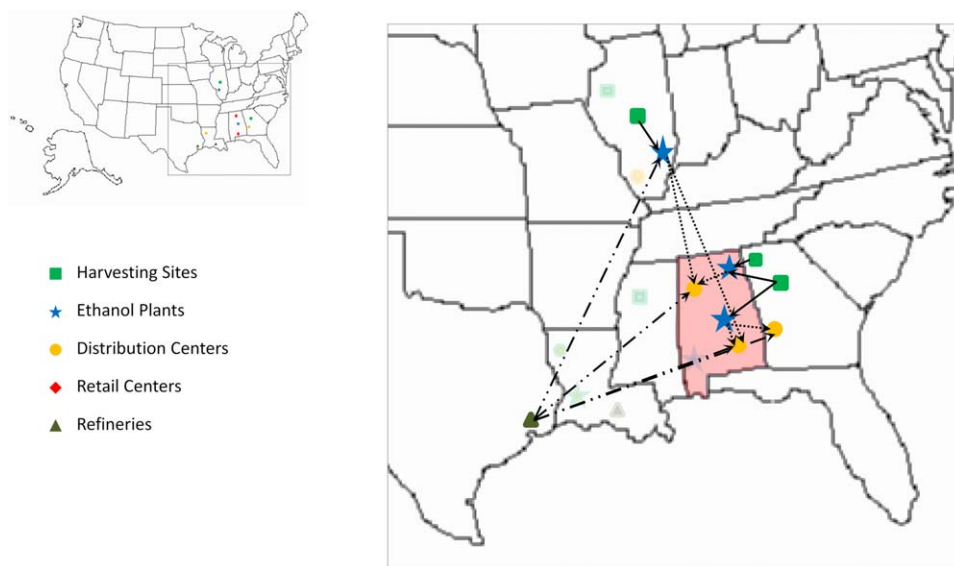 Harvesting Sites
Ethanol Plants
Distribution Centers
Retail Centers
Refineries